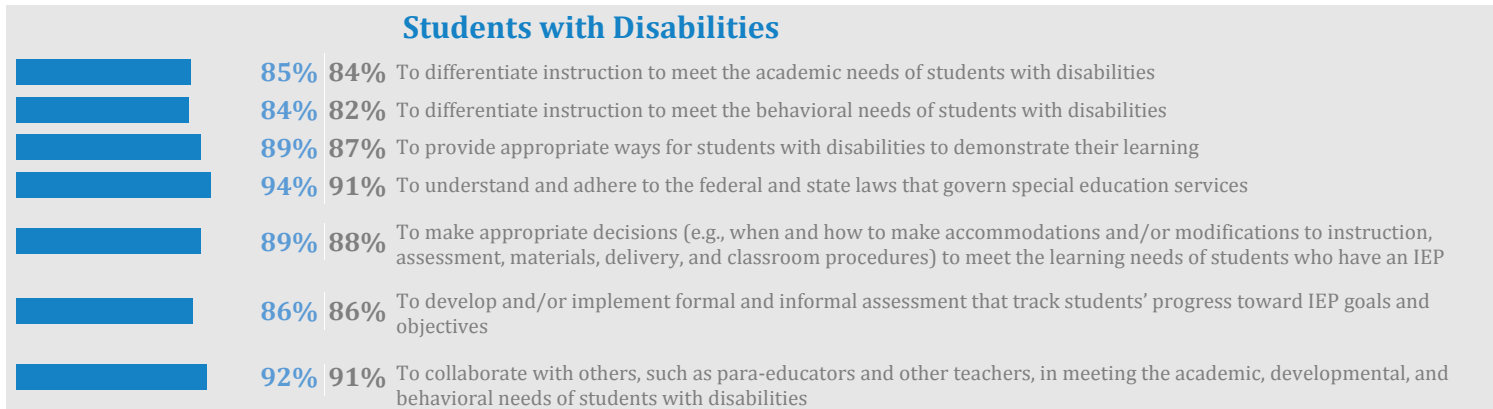 Students with Disabilities
85% 84% To differentiate instruction to meet the academic needs of students with disabilities
84% 82% To differentiate instruction to meet the behavioral needs of students with disabilities
89% 87% To provide appropriate ways for students with disabilities to demonstrate their learning
94% 91% To understand and adhere to the federal and state laws that govern special education services
89% 88% To make appropriate decisions (e.g., when and how to make accommodations and/or modifications to instruction,
assessment, materials, delivery, and classroom procedures) to meet the learning needs of students who have an IEP
86% 86% To develop and/or implement formal and informal assessment that track students’ progress toward IEP goals and
objectives
92% 91% To collaborate with others, such as para-educators and other teachers, in meeting the academic, developmental, and
behavioral needs of students with disabilities